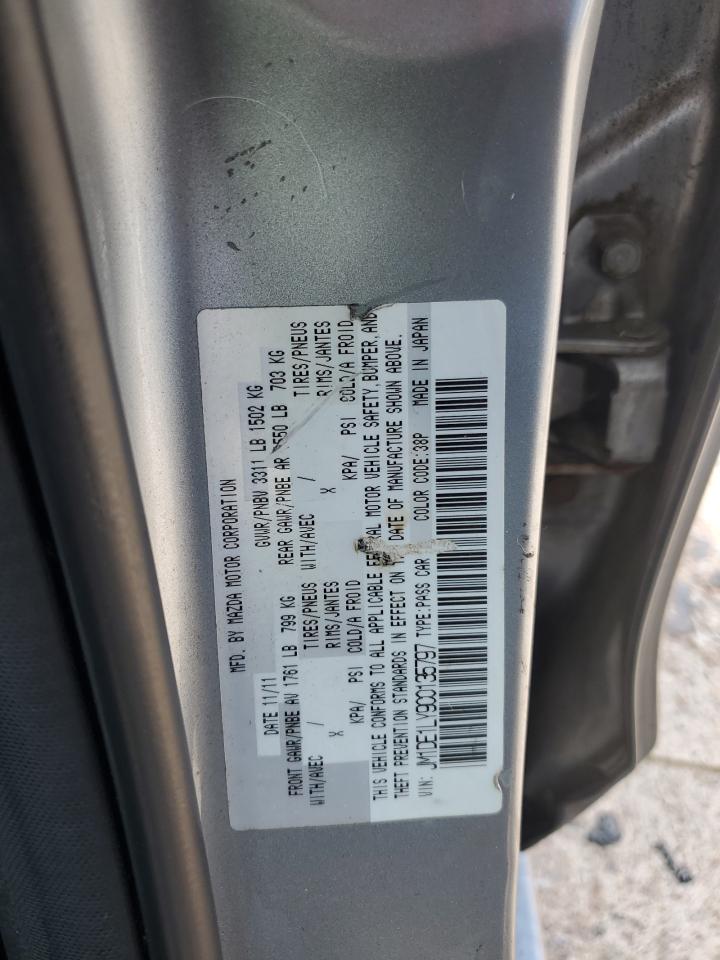 MFD. BY MAZDA MOTOR CORPORATION
DATE 11/11 GVWR/PNBV 3311 LB 1502 KG
FRONT GAWR/PNBE AV 1761 LB 799 KG REAR GAWR/PNBE AR 1550 LB 703 KG
WITH/AVEC / TIRES/PNEUS WITH/AVEC / TIRES/PNEUS
X RIMS/JANTES X RIMS/JANTES
KPA/ PSI COLD/A FROID KPA/ PSI COLD/A FROID
THIS VEHICLE CONFORMS TO ALL APPLICABLE MOTOR VEHICLE SAFETY, BUMPER, AND
THEFT PREVENTION STANDARDS IN EFFECT ON DATE OF MANUFACTURE SHOWN ABOVE.
VIN: JM1DE1LY9C0135797 TYPE:PASS CAR COLOR CODE:38P MADE IN JAPAN